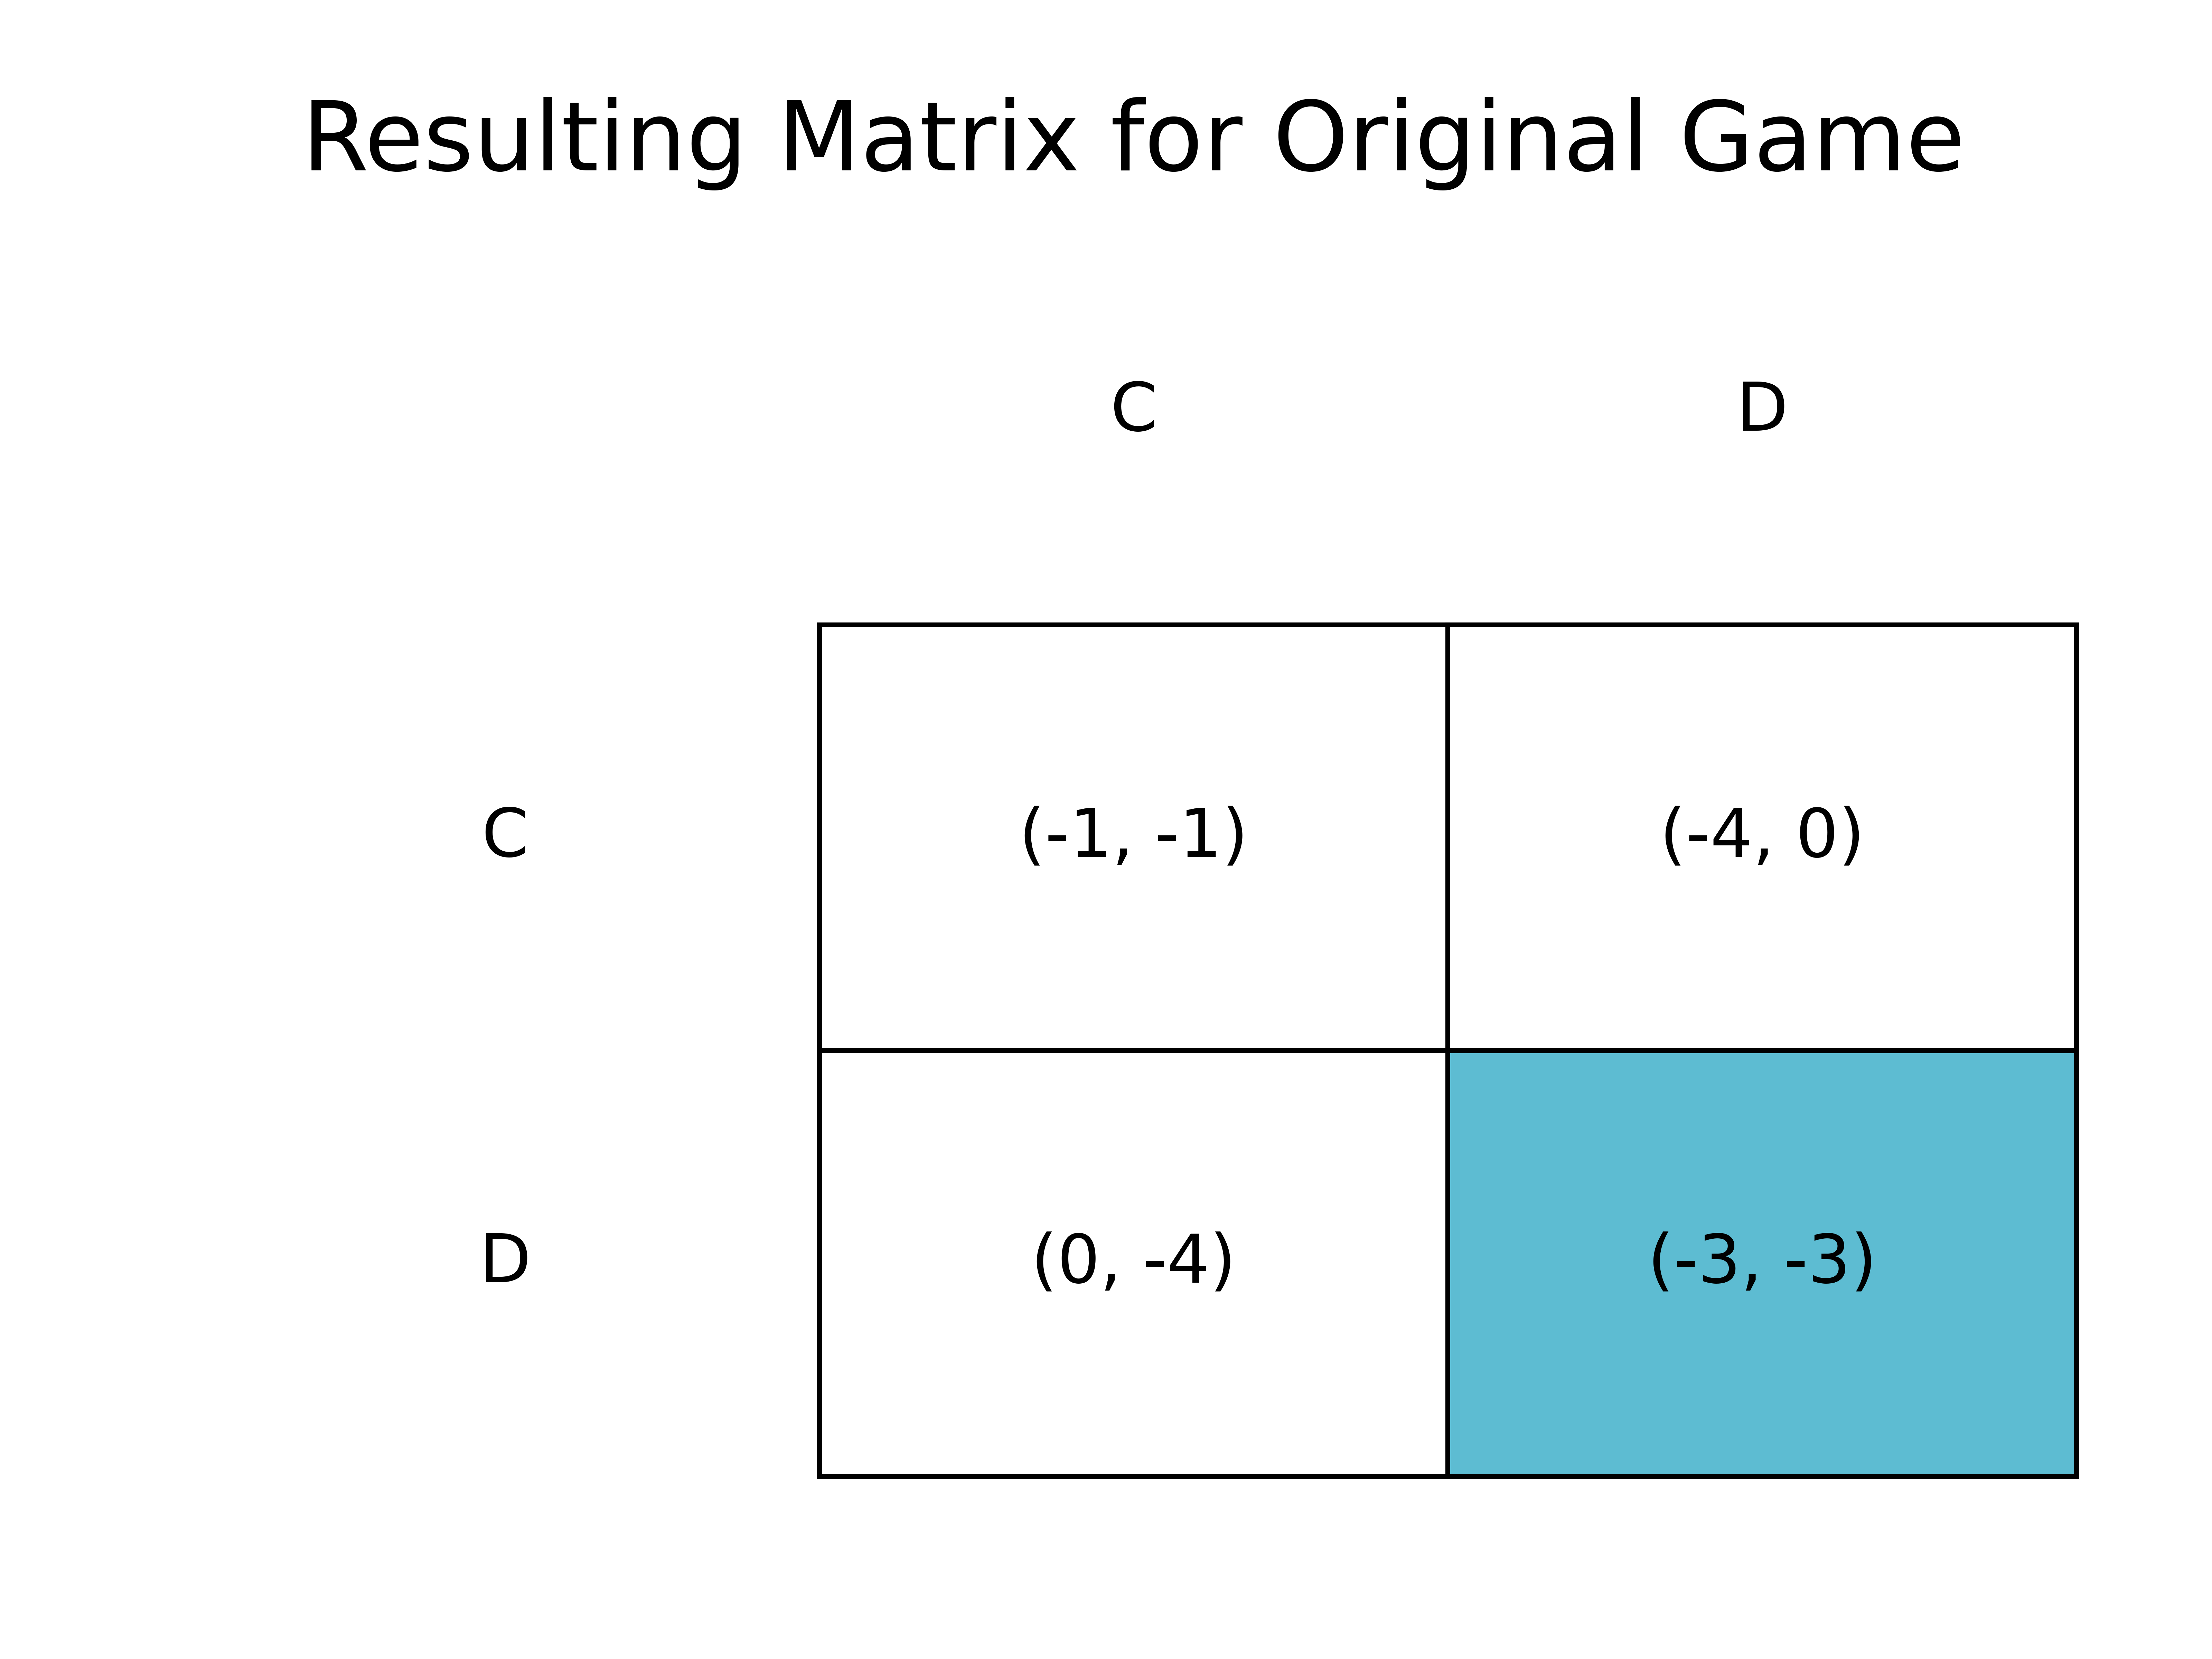 Resulting Matrix for Original Game
C D
C (-1, -1) (-4, 0)
D (0, -4) (-3, -3)